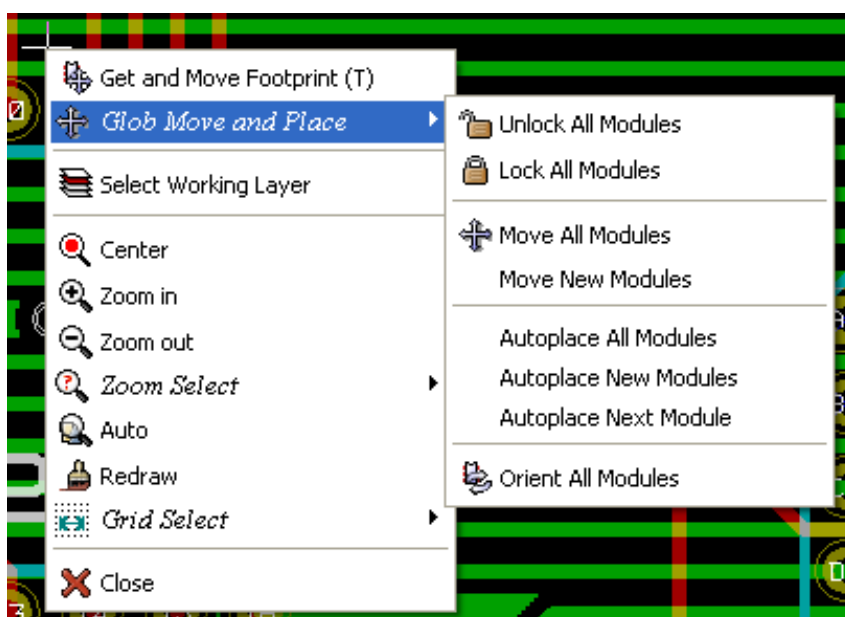 Get and Move Footprint (T)
Glob Move and Place
Select Working Layer
Center
Zoom in
Zoom out
Zoom Select
Auto
Redraw
Grid Select
Close
Unlock All Modules
Lock All Modules
Move All Modules
Move New Modules
Autoplace All Modules
Autoplace New Modules
Autoplace Next Module
Orient All Modules